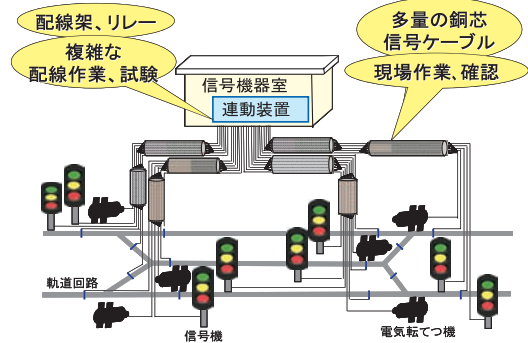 配線架、リレー
複雑な
配線作業、試験
多量の銅芯
信号ケーブル
現場作業、確認
信号機器室
連動装置
軌道回路
信号機
電気転てつ機